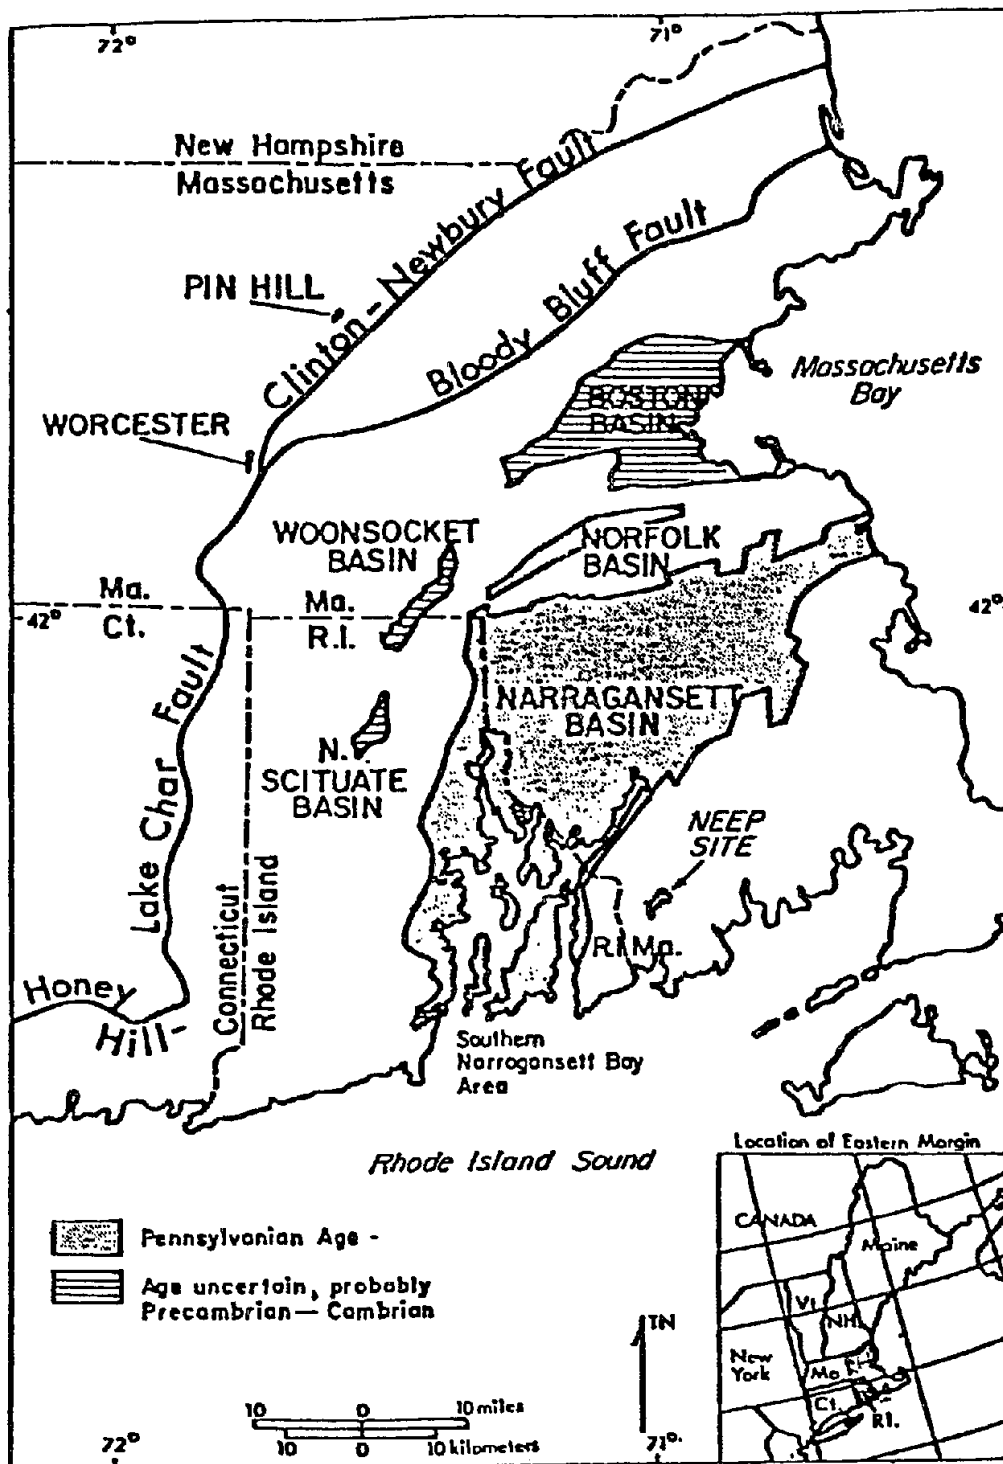 72°
71°
New Hampshire
Massachusetts
Clinton – Newbury Fault
Bloody Bluff Fault
PIN HILL
WORCESTER
BOSTON
BASIN
Massachusetts
Bay
WOONSOCKET
BASIN
NORFOLK
BASIN
Ma.
Ct.
Ma.
R.I.
42°
42°
NARRAGANSETT
BASIN
N.
SCITUATE
BASIN
Lake Char Fault
NEEP
SITE
Connecticut
Rhode Island
R.I.
Ma.
Honey
Hill-
Southern
Narragansett Bay
Area
Rhode Island Sound
Location of Eastern Margin
CANADA
Maine
Vt.
NH.
New
York
Ma
Ct.
RI.
Pennsylvanian Age -
Age uncertain, probably
Precambrian — Cambrian
TN
10 0 10 miles
10 0 10 kilometers
72°
71°